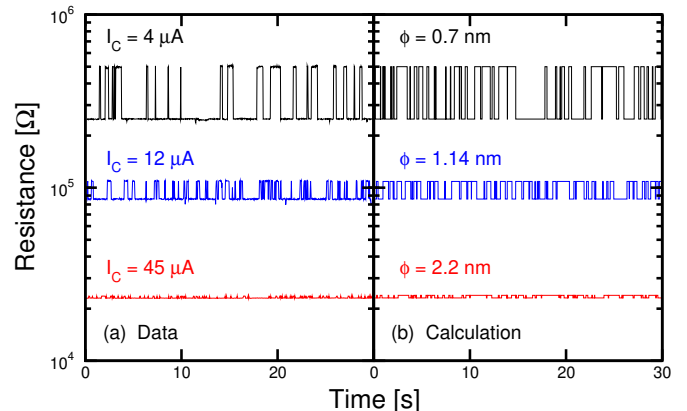 10^6
I_C = 4 μA
ϕ = 0.7 nm
I_C = 12 μA
ϕ = 1.14 nm
10^5
Resistance [Ω]
I_C = 45 μA
ϕ = 2.2 nm
(a) Data
(b) Calculation
10^4
0 10 20 0 10 20 30
Time [s]